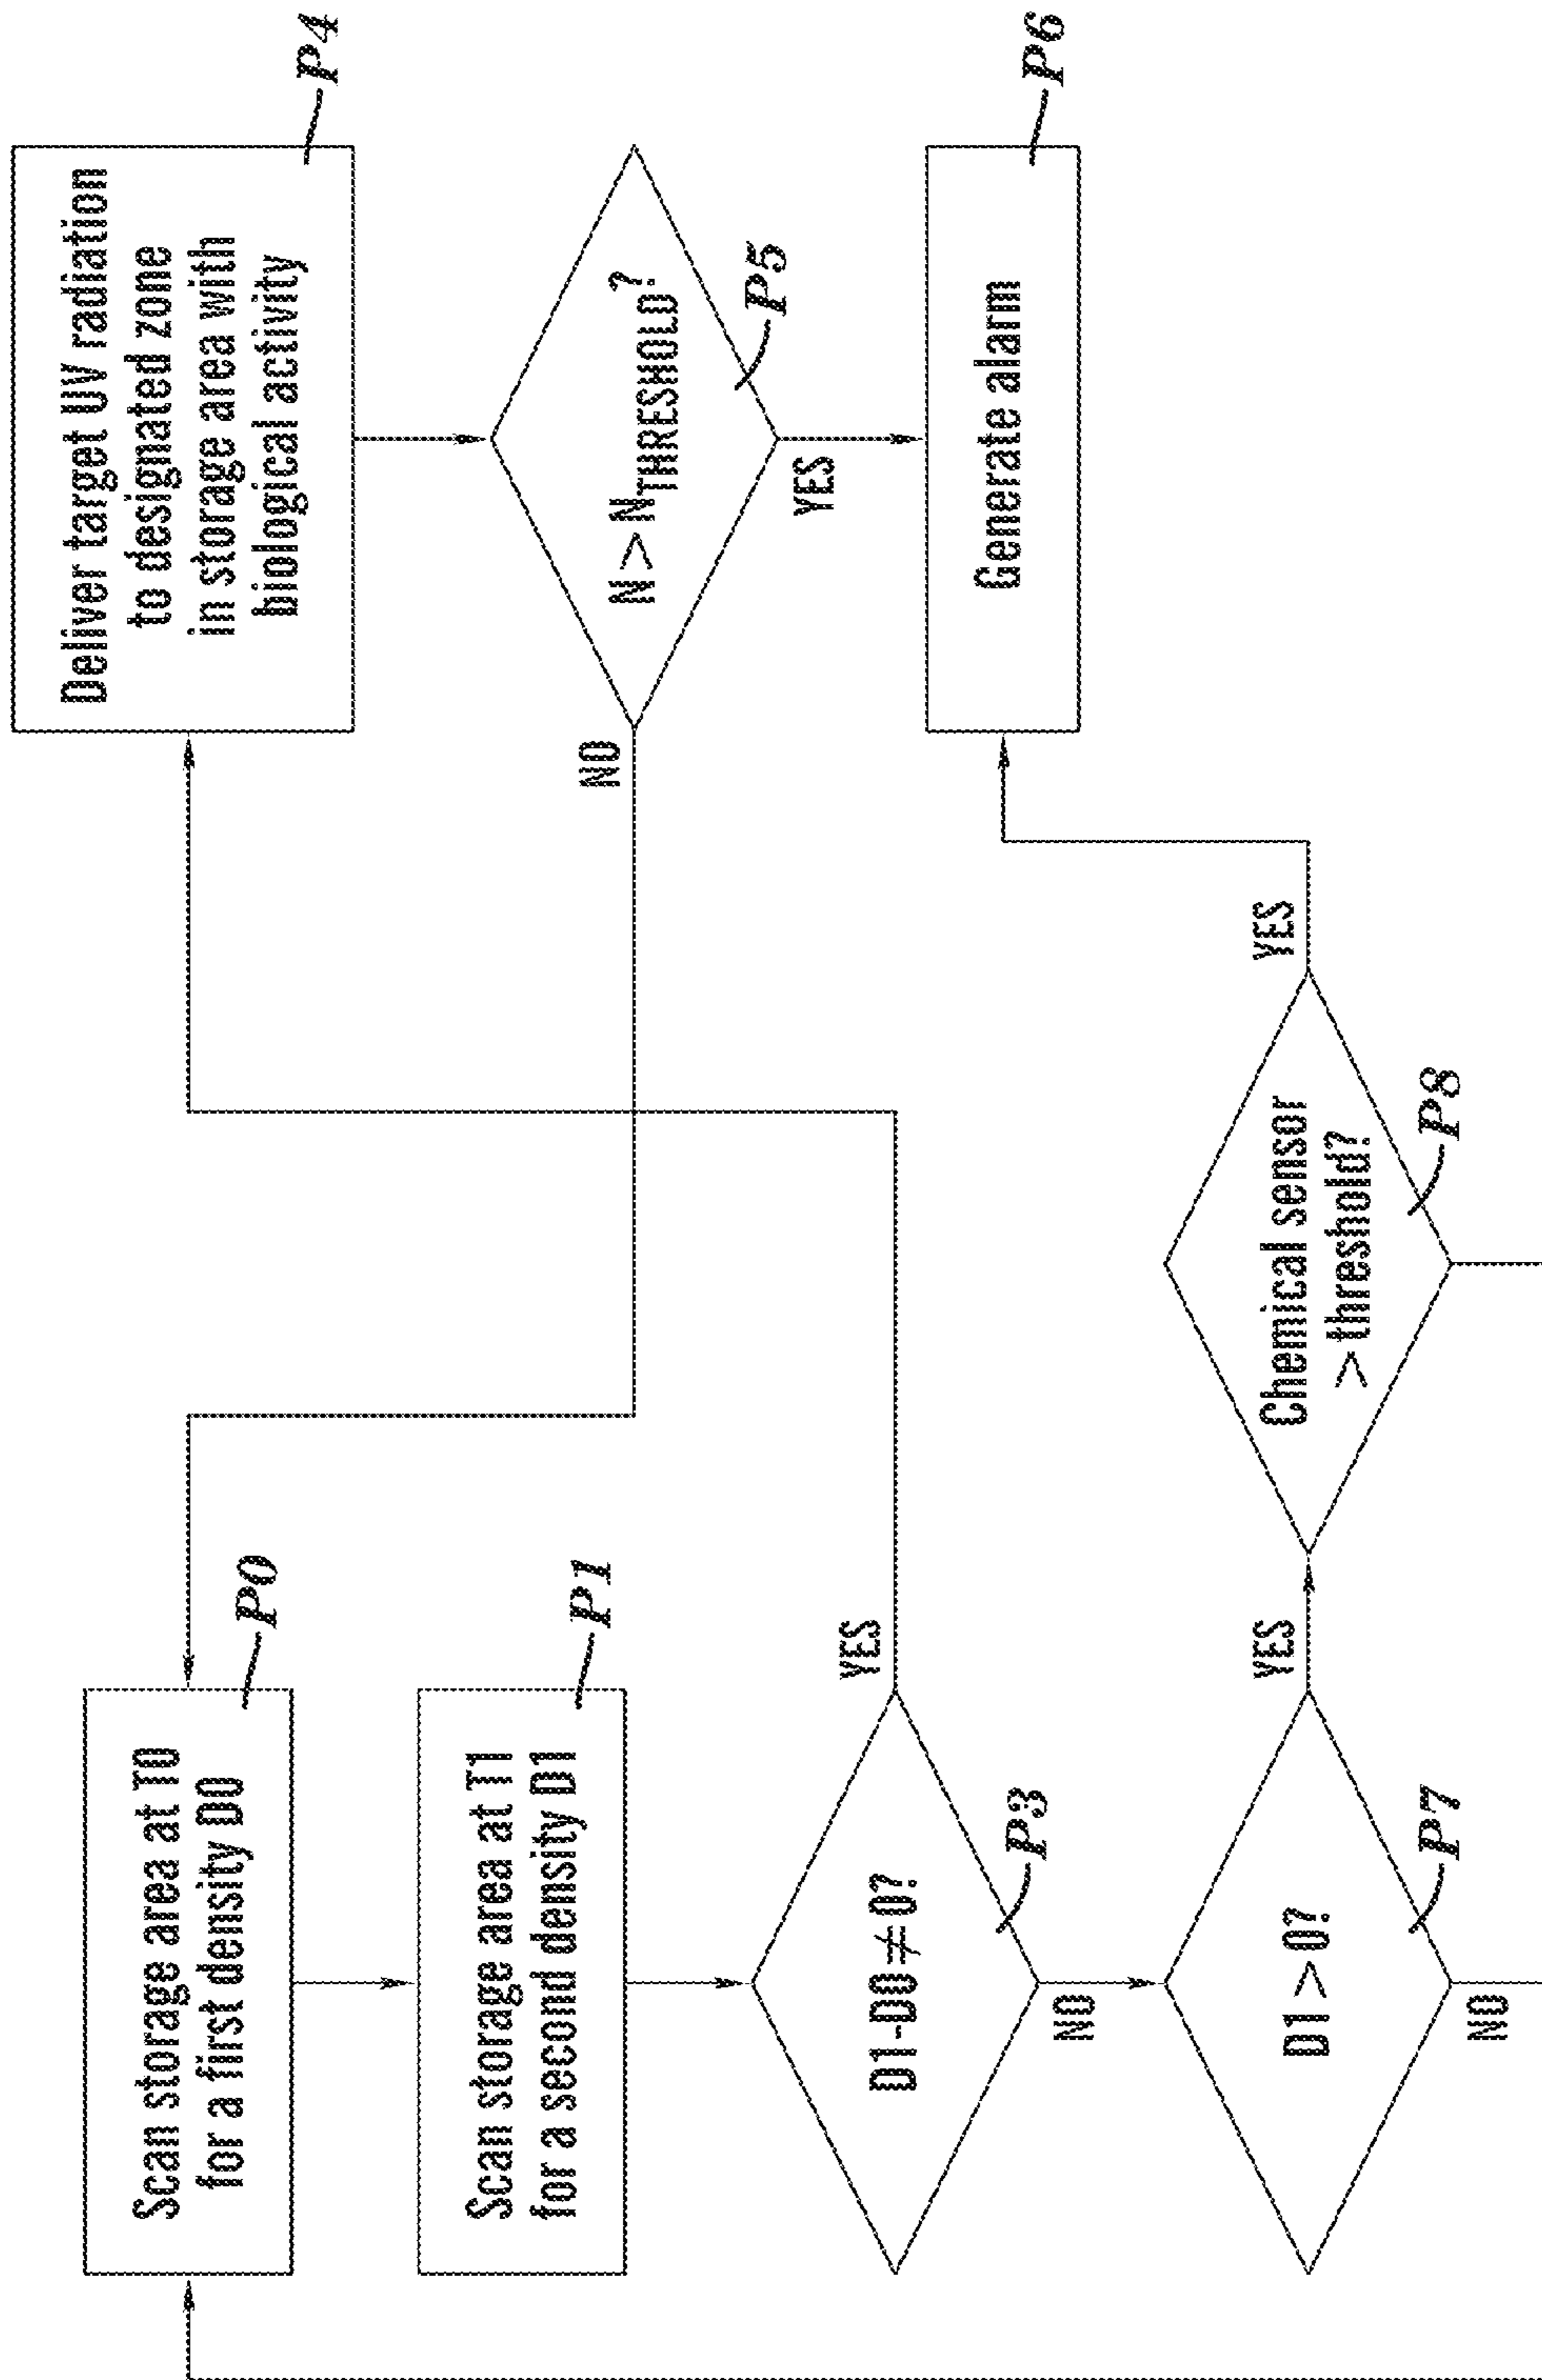 Scan storage area at T0
for a first density D0
P0
Scan storage area at T1
for a second density D1
P1
D1-D0≠0?
P3
YES
NO
D1>0?
P7
YES
NO
Chemical sensor
>threshold?
P8
YES
Deliver target UV radiation
to designated zone
in storage area with
biological activity
P4
N>NTHRESHOLD?
P5
NO
YES
Generate alarm
P6